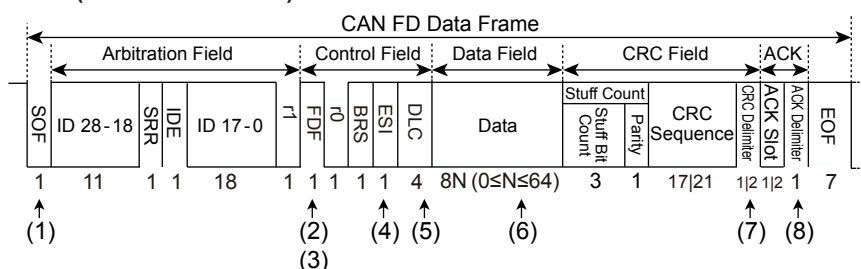 CAN FD Data Frame
Arbitration Field Control Field Data Field CRC Field ACK
SOF ID 28-18 SRR IDE ID 17-0 r1 FDF r0 BRS ESI DLC Data Stuff Count Stuff Bit Count Parity CRC Sequence CRC Delimiter ACK Slot ACK Delimiter EOF
1 11 1 1 18 1 1 1 1 1 4 8N (0≤N≤64) 3 1 17|21 1|2 1|2 1 7
(1) (2) (4) (5) (6) (7) (8)
(3)